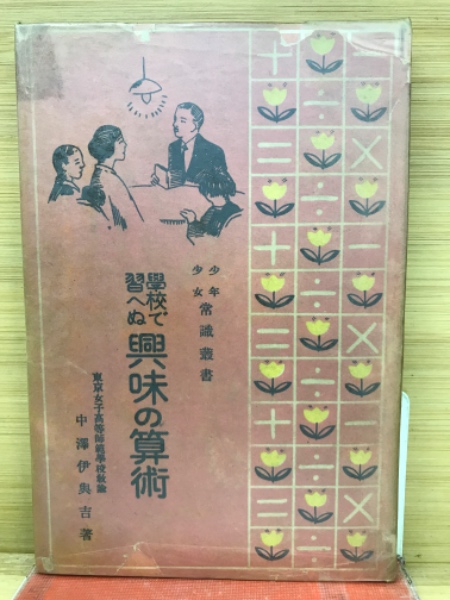 少年
少女
常識叢書
學校で
習へぬ
興味の算術
東京女子高等師範學校敎諭
中澤伊與吉著